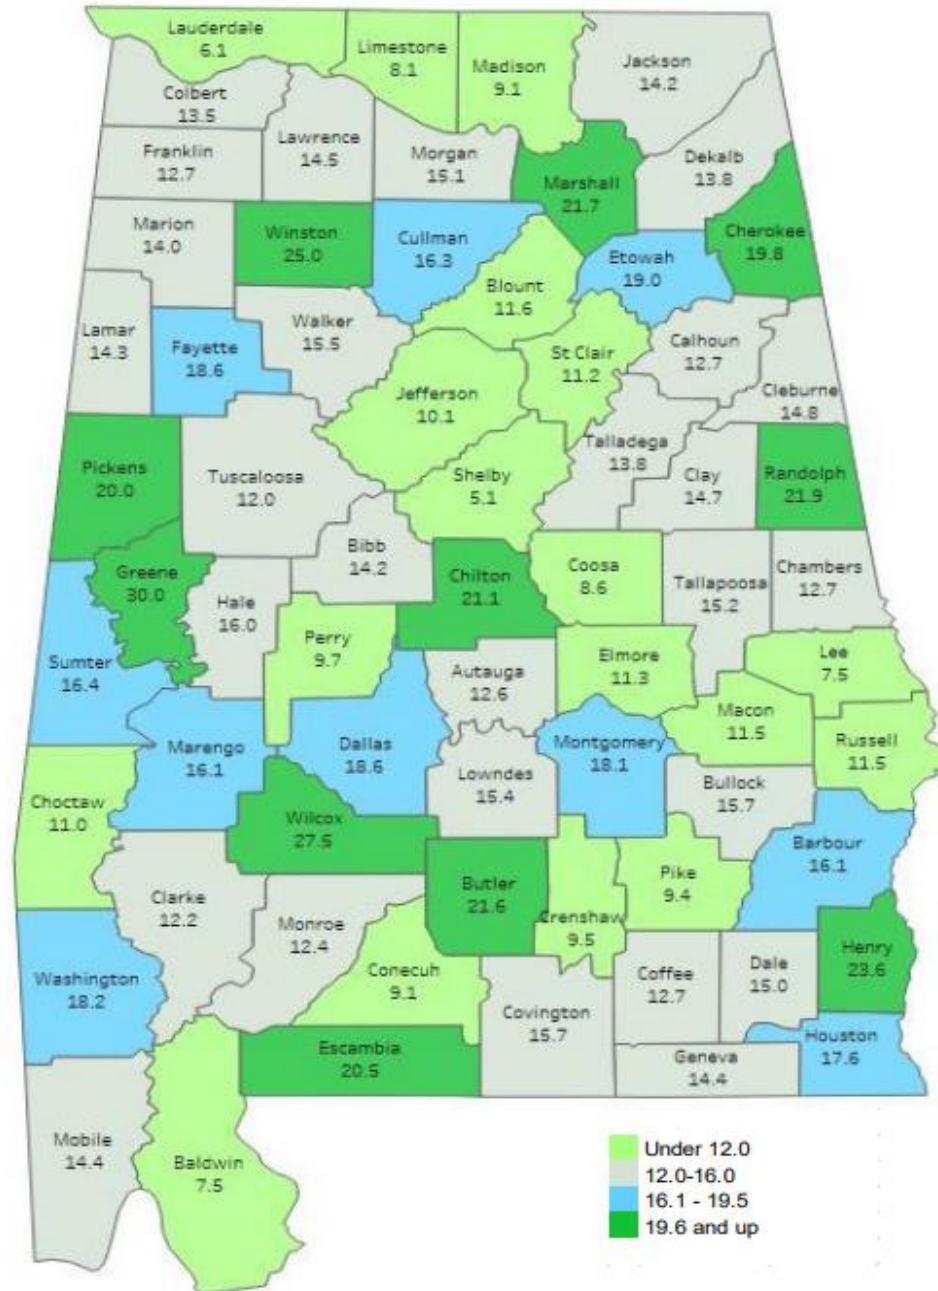 Lauderdale
6.1
Limestone
8.1
Madison
9.1
Jackson
14.2
Colbert
13.5
Lawrence
14.5
Franklin
12.7
Morgan
15.1
Marshall
21.7
Dekalb
13.8
Marion
14.0
Winston
25.0
Cullman
16.3
Etowah
19.0
Cherokee
19.8
Blount
11.6
Lamar
14.3
Fayette
18.6
Walker
15.5
St Clair
11.2
Calhoun
12.7
Jefferson
10.1
Cleburne
14.8
Pickens
20.0
Tuscaloosa
12.0
Shelby
5.1
Talladega
13.8
Clay
14.7
Randolph
21.9
Greene
30.0
Hale
16.0
Bibb
14.2
Chilton
21.1
Coosa
8.6
Tallapoosa
15.2
Chambers
12.7
Sumter
16.4
Perry
9.7
Autauga
12.6
Elmore
11.3
Lee
7.5
Macon
11.5
Russell
11.5
Marengo
16.1
Dallas
18.6
Lowndes
15.4
Montgomery
18.1
Bullock
15.7
Choctaw
11.0
Wilcox
27.5
Barbour
16.1
Clarke
12.2
Monroe
12.4
Butler
21.6
Crenshaw
9.5
Pike
9.4
Washington
18.2
Conecuh
9.1
Covington
15.7
Coffee
12.7
Dale
15.0
Henry
23.6
Escambia
20.5
Geneva
14.4
Houston
17.6
Mobile
14.4
Baldwin
7.5
Under 12.0
12.0-16.0
16.1 - 19.5
19.6 and up